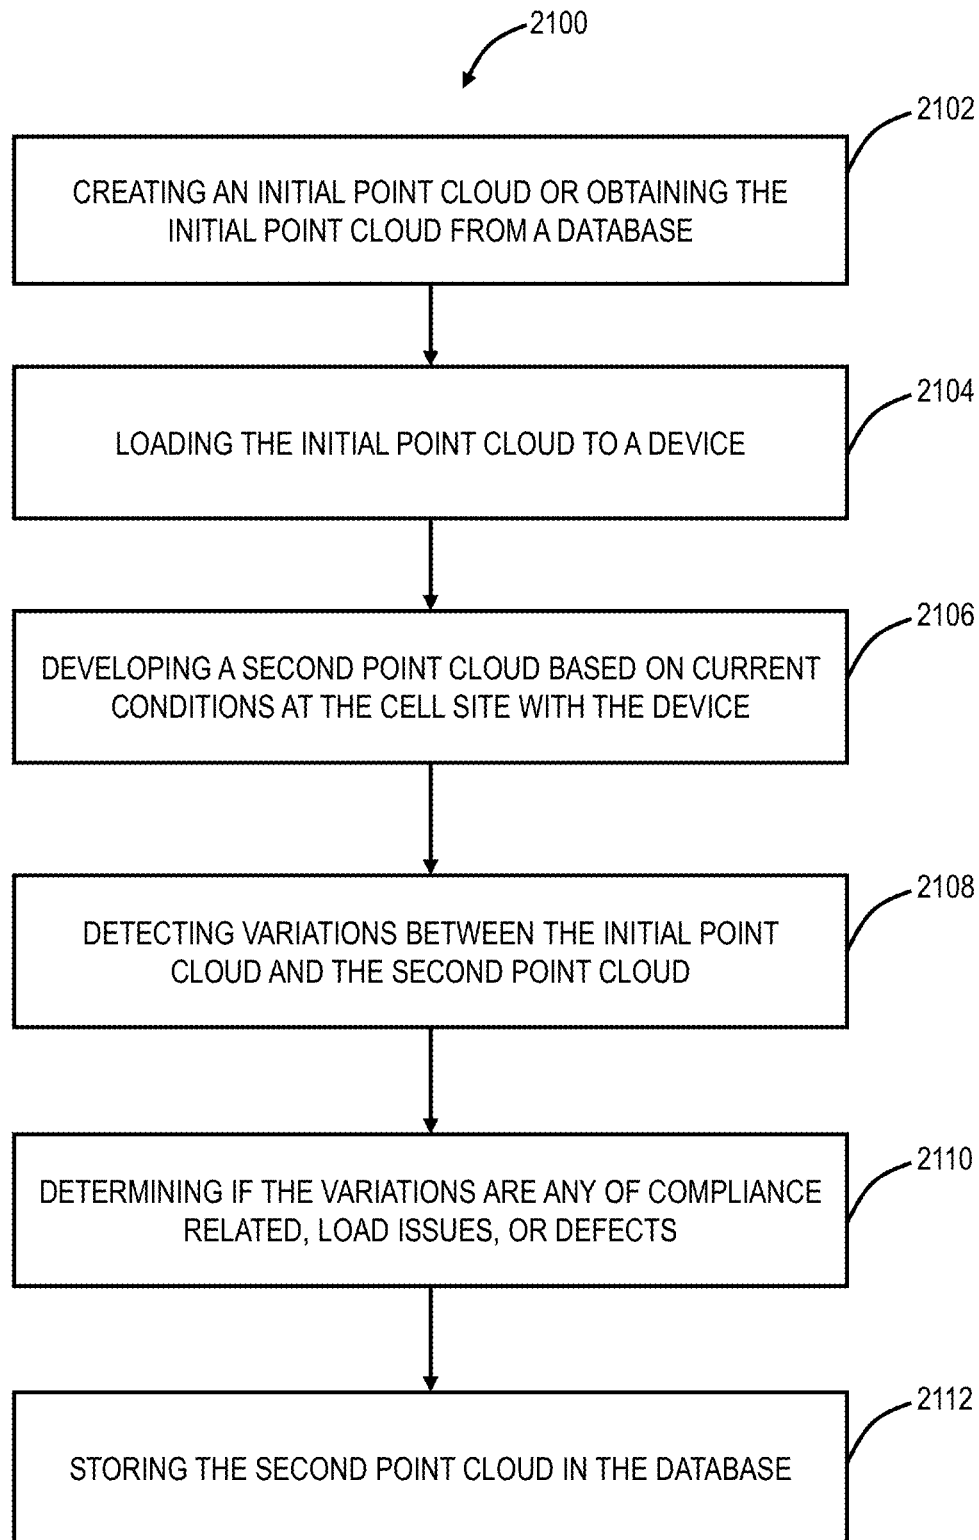 2100
2102
CREATING AN INITIAL POINT CLOUD OR OBTAINING THE
INITIAL POINT CLOUD FROM A DATABASE
2104
LOADING THE INITIAL POINT CLOUD TO A DEVICE
2106
DEVELOPING A SECOND POINT CLOUD BASED ON CURRENT
CONDITIONS AT THE CELL SITE WITH THE DEVICE
2108
DETECTING VARIATIONS BETWEEN THE INITIAL POINT
CLOUD AND THE SECOND POINT CLOUD
2110
DETERMINING IF THE VARIATIONS ARE ANY OF COMPLIANCE
RELATED, LOAD ISSUES, OR DEFECTS
2112
STORING THE SECOND POINT CLOUD IN THE DATABASE